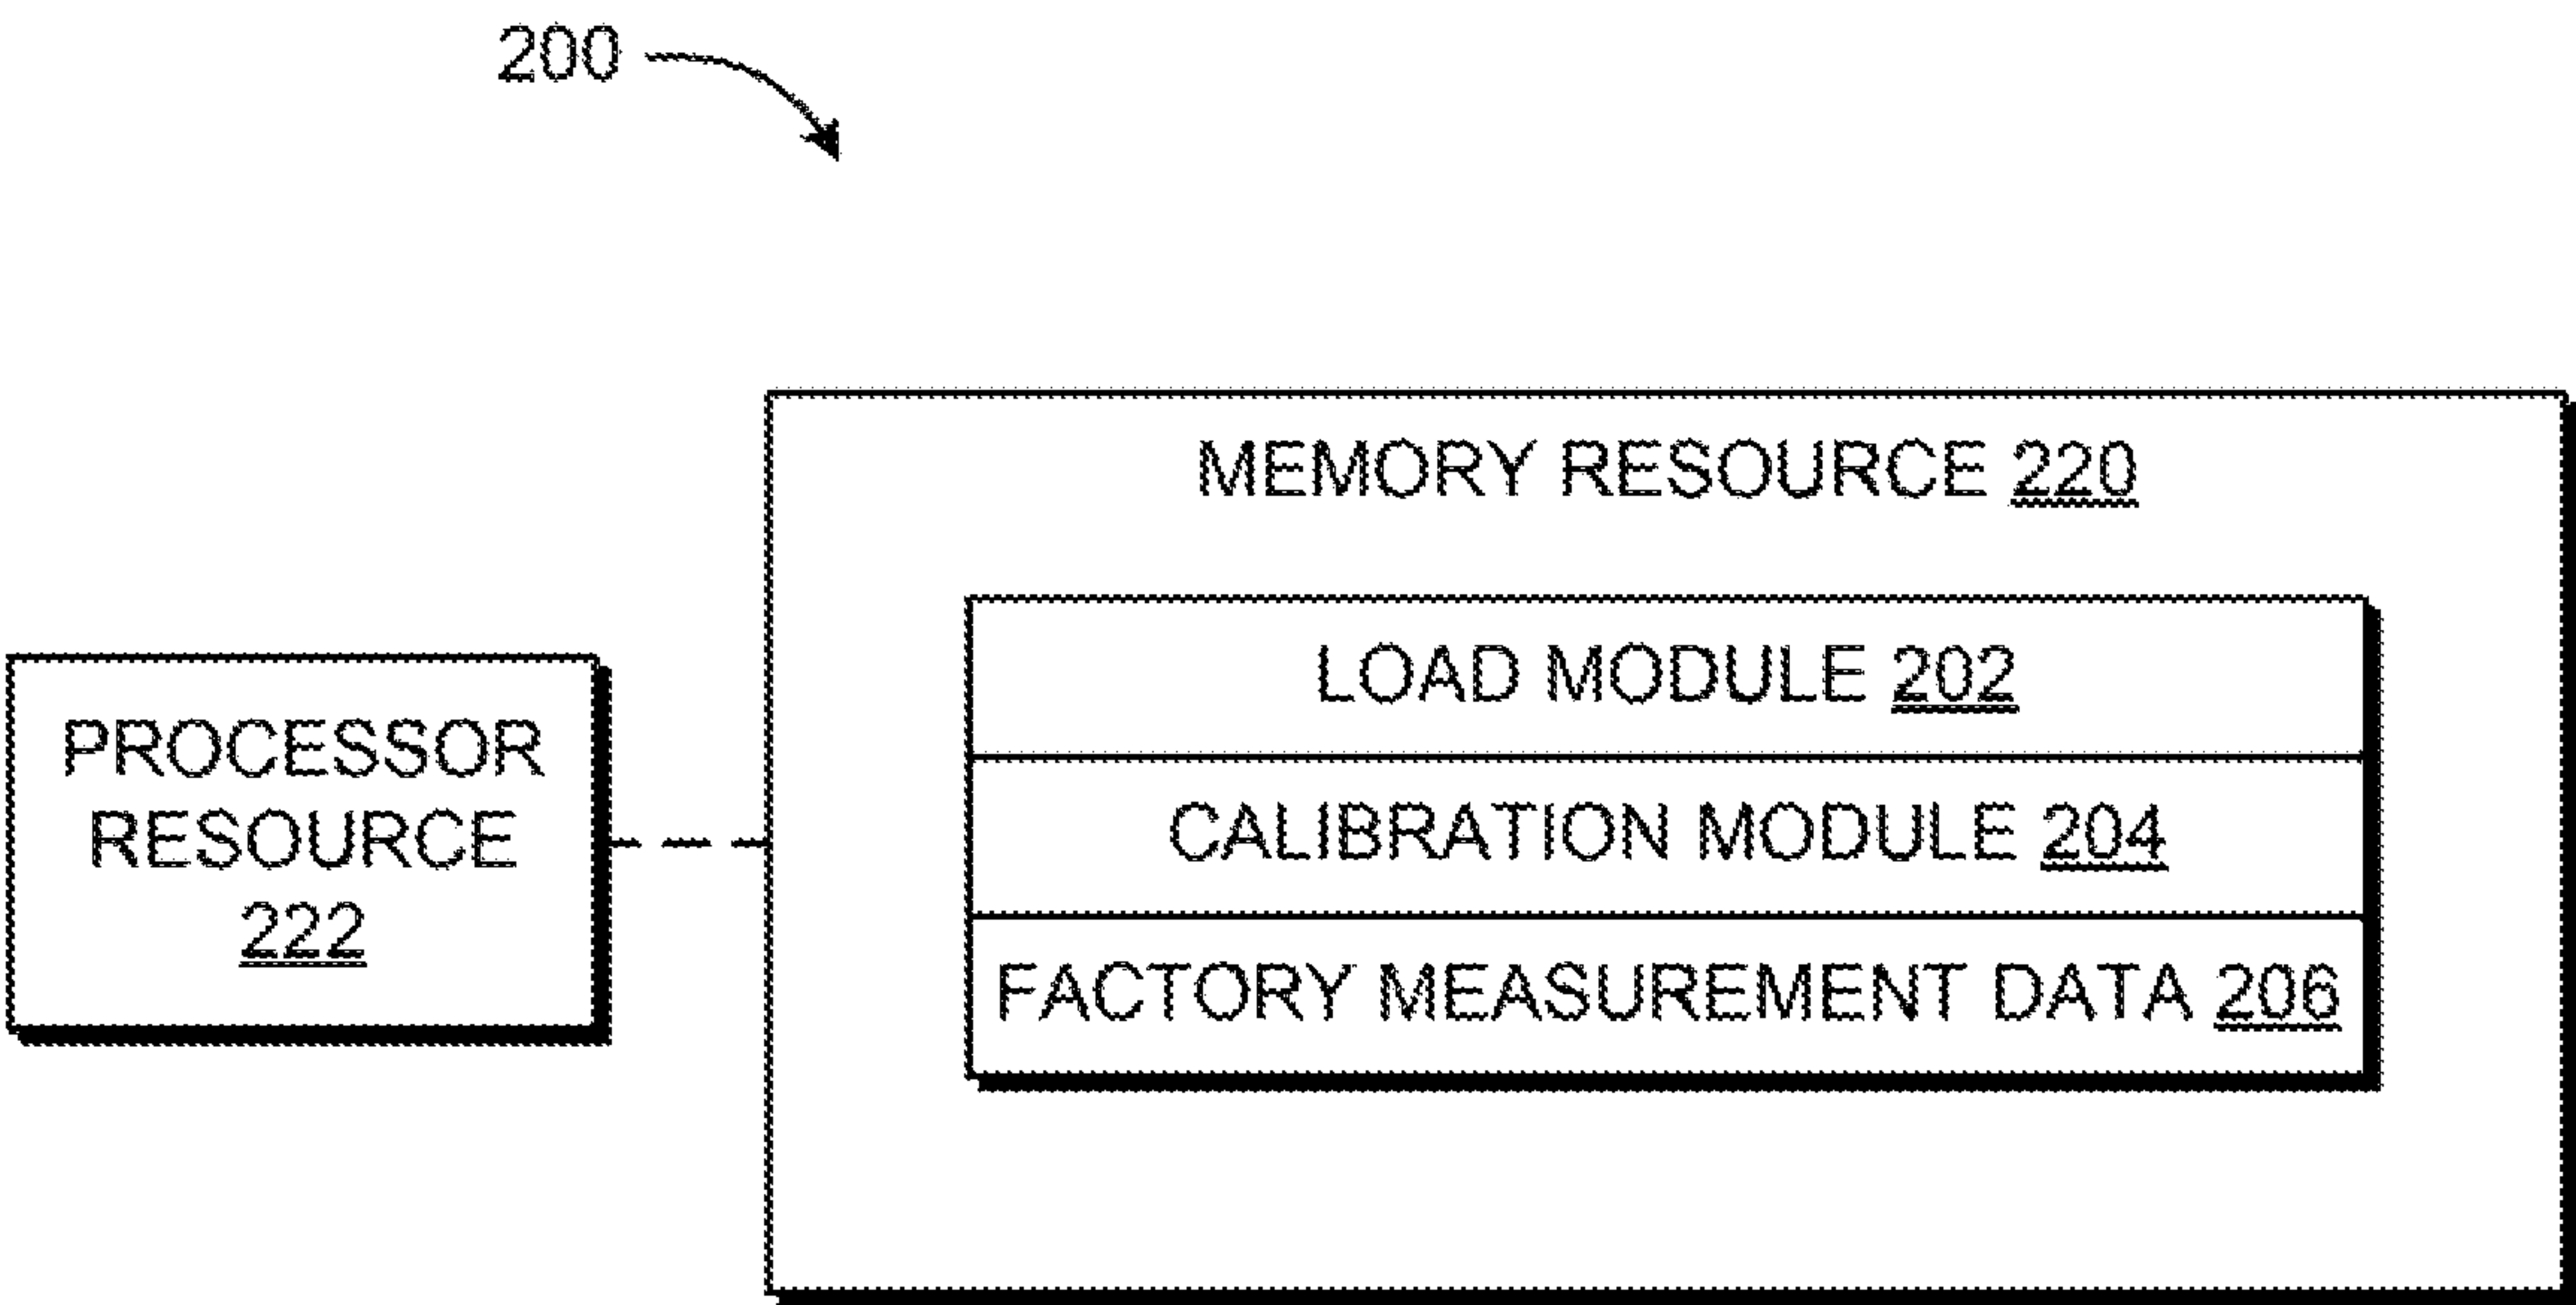 200
MEMORY RESOURCE 220
LOAD MODULE 202
CALIBRATION MODULE 204
FACTORY MEASUREMENT DATA 206
PROCESSOR
RESOURCE
222